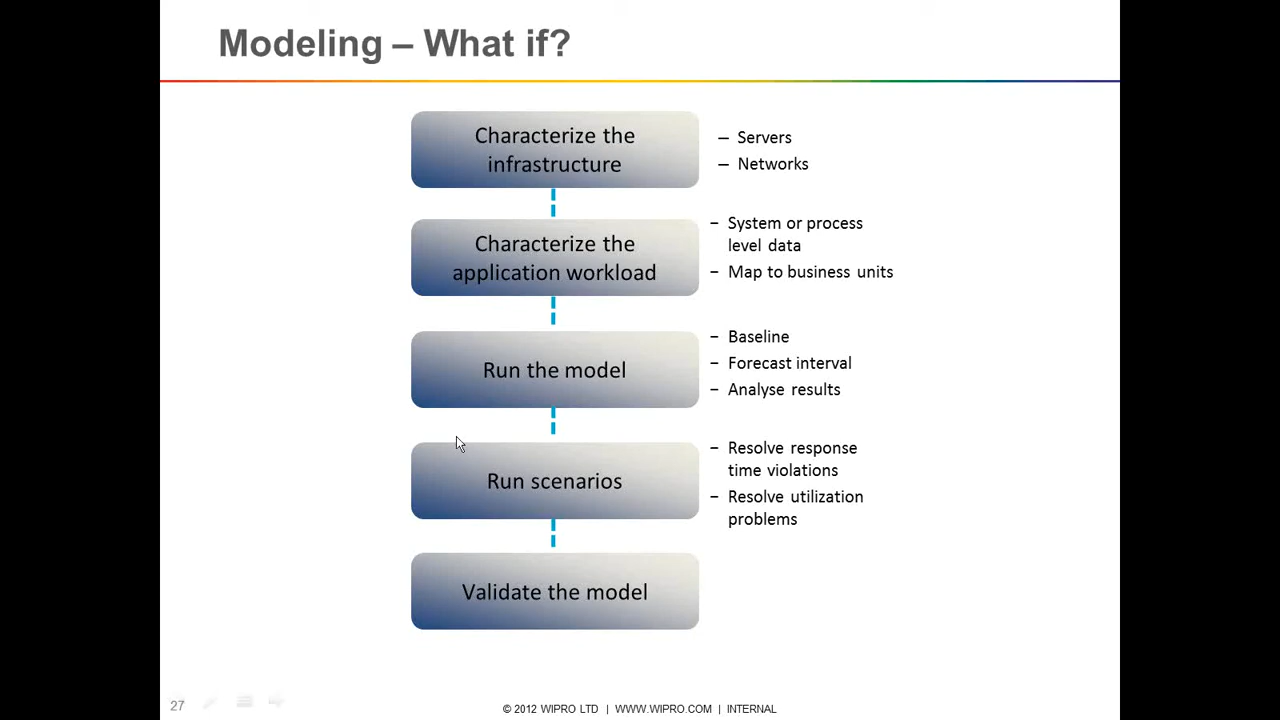 Modeling – What if?
Characterize the
infrastructure
– Servers
– Networks
Characterize the
application workload
– System or process
level data
– Map to business units
Run the model
– Baseline
– Forecast interval
– Analyse results
Run scenarios
– Resolve response
time violations
– Resolve utilization
problems
Validate the model
27
© 2012 WIPRO LTD | WWW.WIPRO.COM | INTERNAL